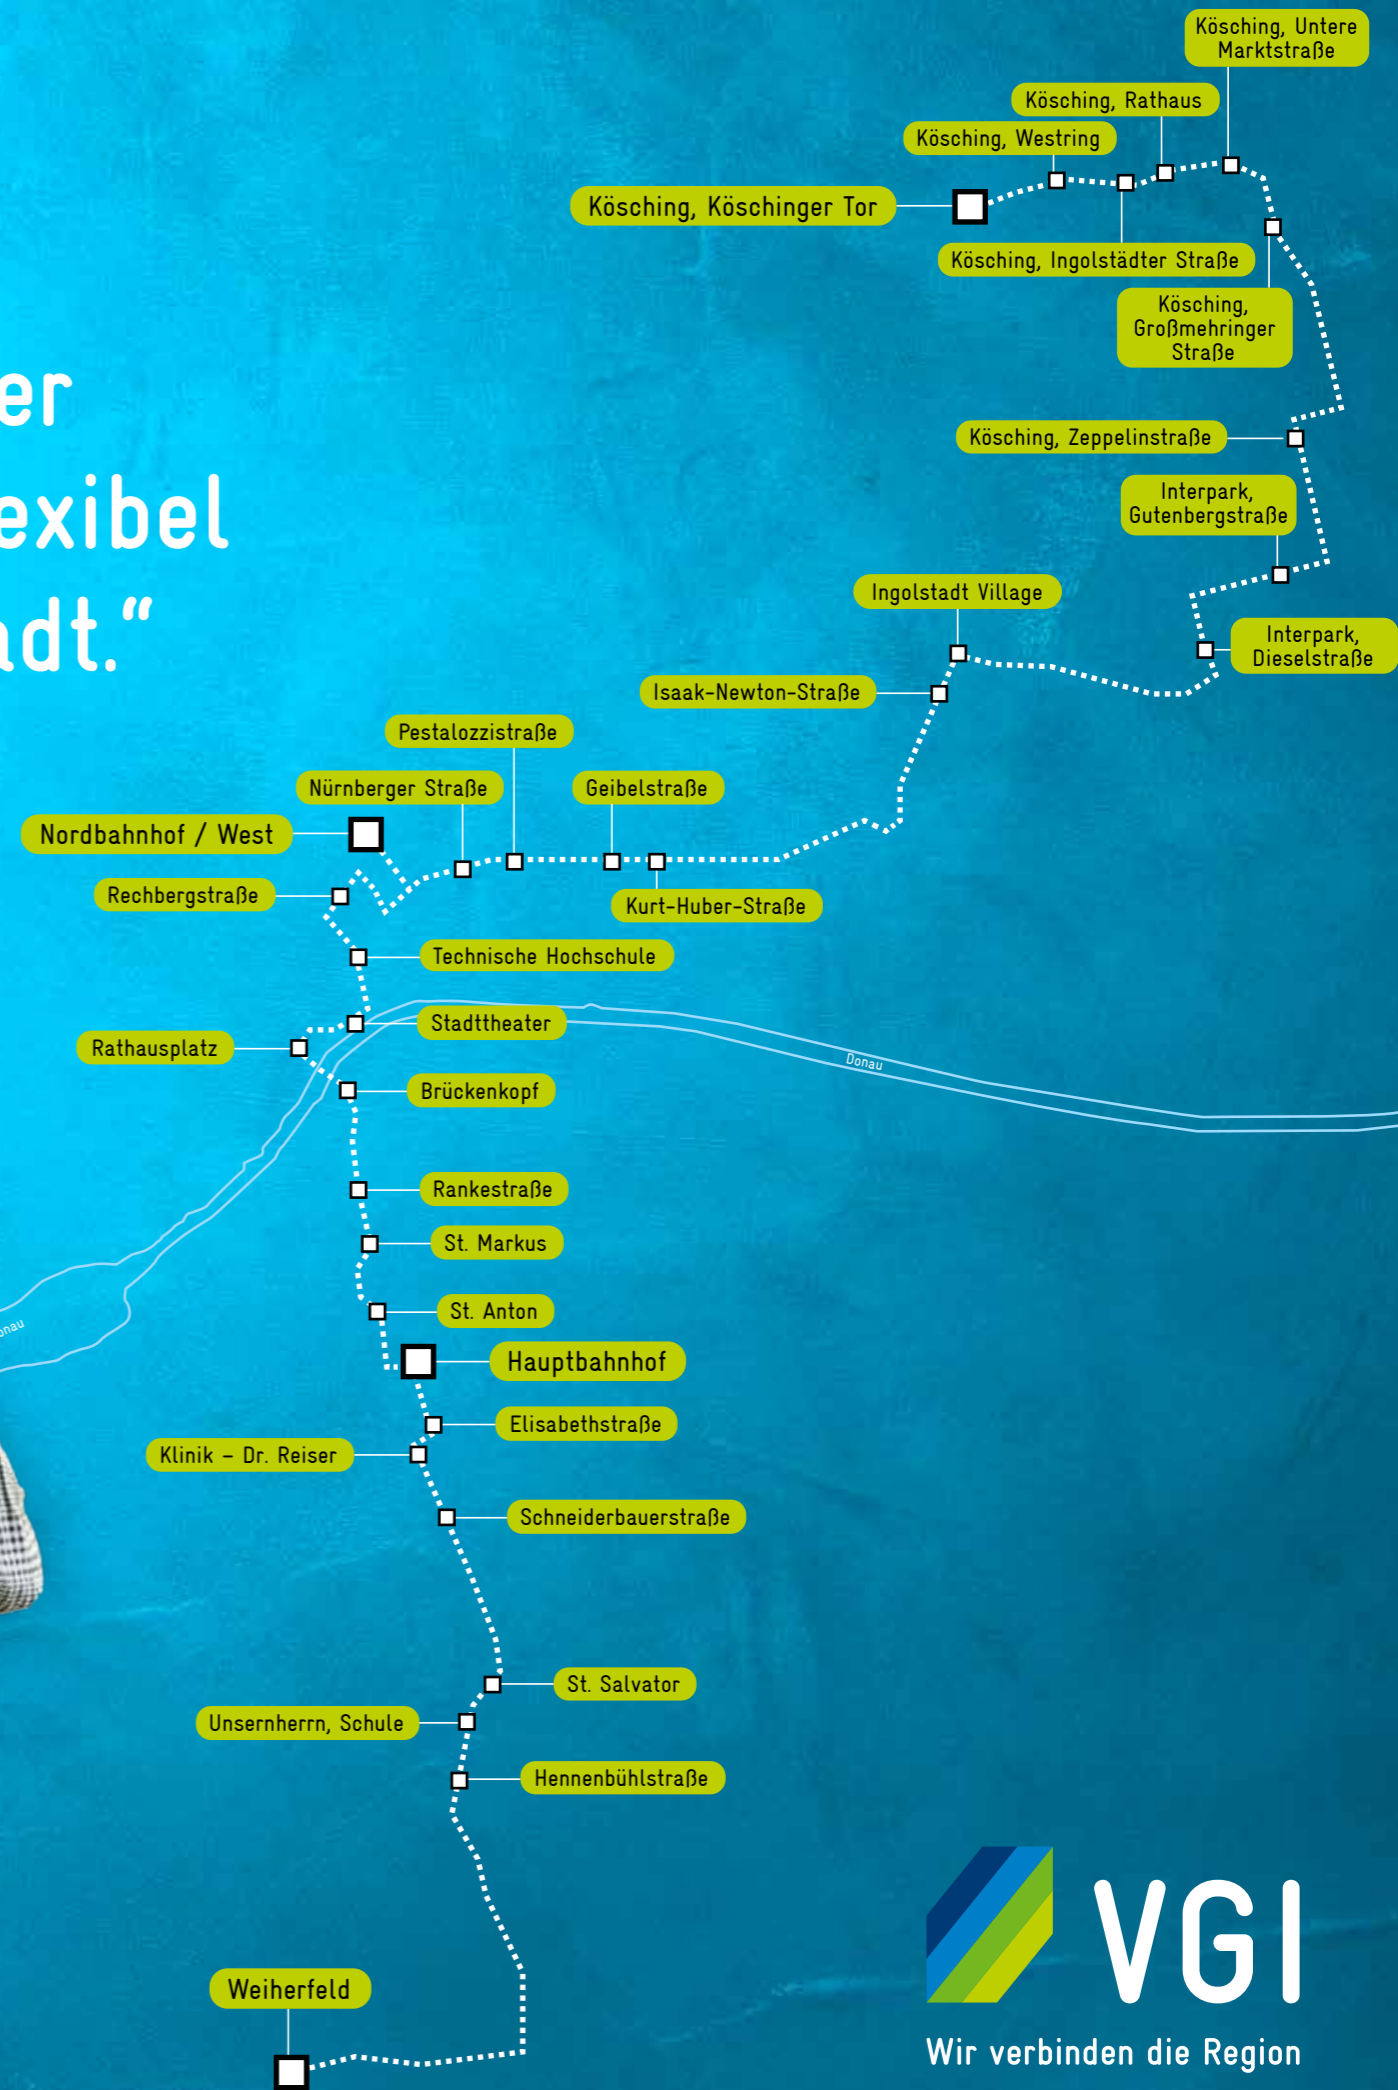 er
exibel
adt.“
Kösching, Untere
Marktstraße
Kösching, Rathaus
Kösching, Westring
Kösching, Köschinger Tor
Kösching, Ingolstädter Straße
Kösching,
Großmehringer
Straße
Kösching, Zeppelinstraße
Interpark,
Gutenbergstraße
Interpark,
Dieselstraße
Ingolstadt Village
Isaak-Newton-Straße
Pestalozzistraße
Nürnberger Straße
Geibelstraße
Nordbahnhof / West
Rechbergstraße
Kurt-Huber-Straße
Technische Hochschule
Stadttheater
Rathausplatz
Donau
Brückenkopf
Rankestraße
St. Markus
St. Anton
onau
Hauptbahnhof
Elisabethstraße
Klinik – Dr. Reiser
Schneiderbauerstraße
St. Salvator
Unsernherrn, Schule
Hennenbühlstraße
Weiherfeld
VGI
Wir verbinden die Region